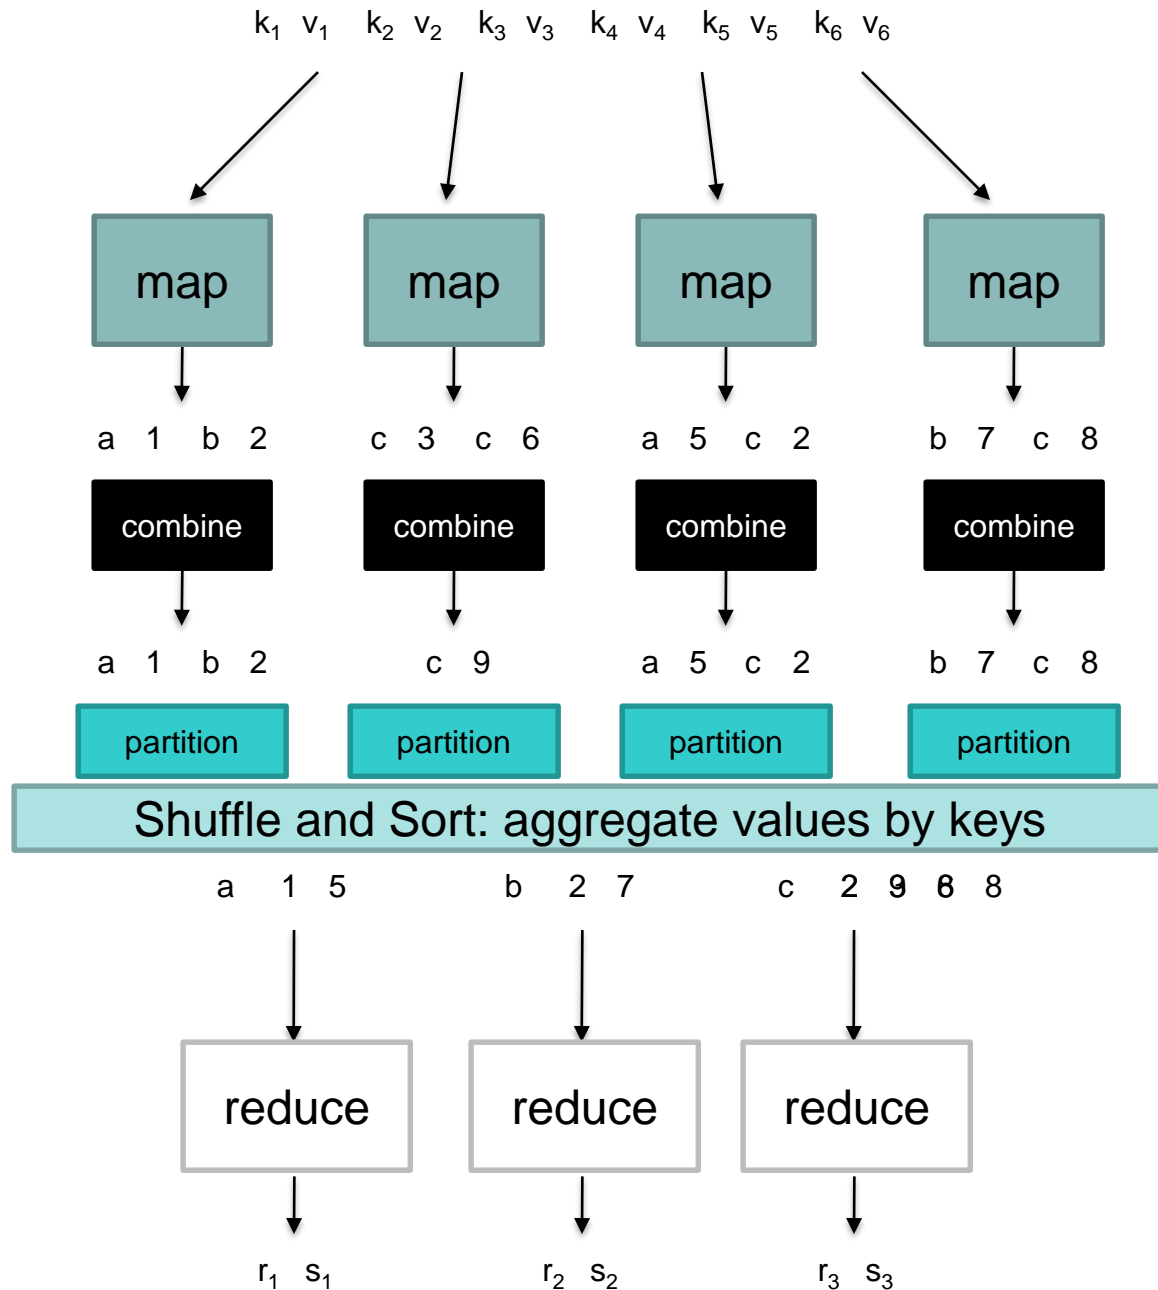 k1 v1 k2 v2 k3 v3 k4 v4 k5 v5 k6 v6
map map map map
a 1 b 2 c 3 c 6 a 5 c 2 b 7 c 8
combine combine combine combine
a 1 b 2 c 9 a 5 c 2 b 7 c 8
partition partition partition partition
Shuffle and Sort: aggregate values by keys
a 1 5 b 2 7 c 2 8
reduce reduce reduce
r1 s1 r2 s2 r3 s3